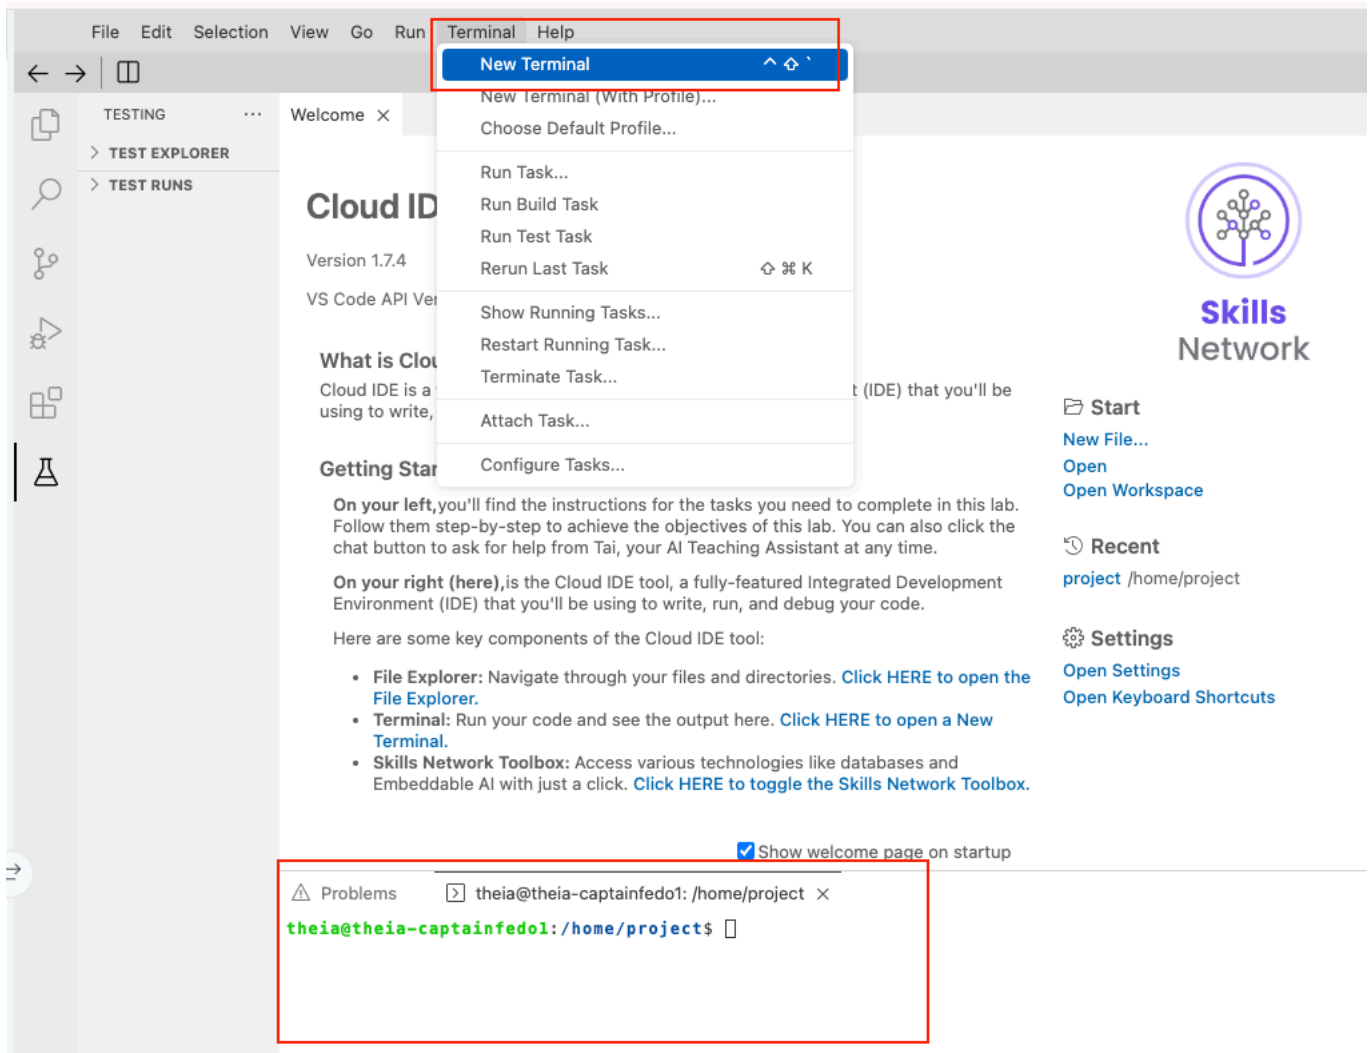 File Edit Selection View Go Run Terminal Help
New Terminal ^ ⇧ `
New Terminal (With Profile)...
Choose Default Profile...
Run Task...
Run Build Task
Run Test Task
Rerun Last Task ⇧ ⌘ K
Show Running Tasks...
Restart Running Task...
Terminate Task...
Attach Task...
Configure Tasks...
TESTING ...
TEST EXPLORER
TEST RUNS
Welcome
Cloud ID
Version 1.7.4
VS Code API Ver
What is Clou
Cloud IDE is a t (IDE) that you'll be
using to write,
Getting Star
On your left,you'll find the instructions for the tasks you need to complete in this lab.
Follow them step-by-step to achieve the objectives of this lab. You can also click the
chat button to ask for help from Tai, your AI Teaching Assistant at any time.
On your right (here),is the Cloud IDE tool, a fully-featured Integrated Development
Environment (IDE) that you'll be using to write, run, and debug your code.
Here are some key components of the Cloud IDE tool:
• File Explorer: Navigate through your files and directories. Click HERE to open the
File Explorer.
• Terminal: Run your code and see the output here. Click HERE to open a New
Terminal.
• Skills Network Toolbox: Access various technologies like databases and
Embeddable AI with just a click. Click HERE to toggle the Skills Network Toolbox.
Show welcome page on startup
Skills
Network
Start
New File...
Open
Open Workspace
Recent
project /home/project
Settings
Open Settings
Open Keyboard Shortcuts
Problems theia@theia-captainfedo1: /home/project
theia@theia-captainfedo1:/home/project$